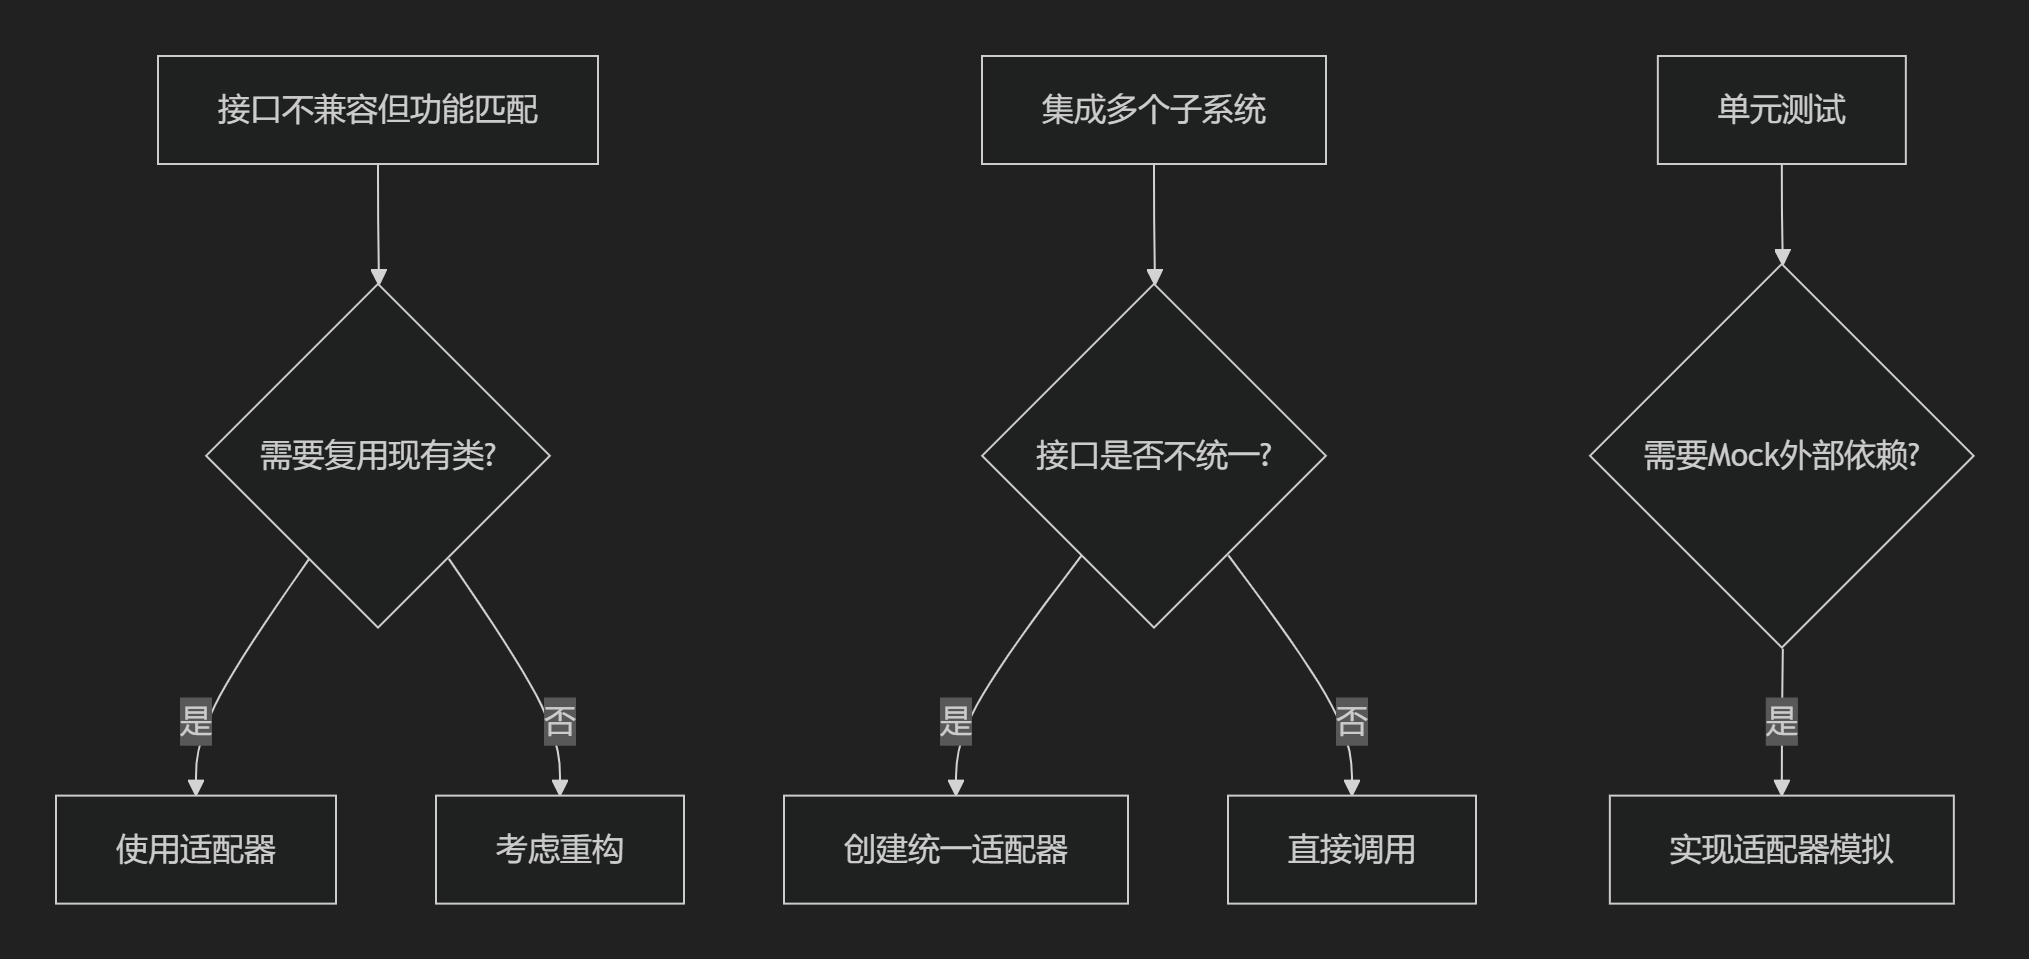 接口不兼容但功能匹配
集成多个子系统
单元测试
需要复用现有类?
接口是否不统一?
需要Mock外部依赖?
是
否
是
否
是
使用适配器
考虑重构
创建统一适配器
直接调用
实现适配器模拟